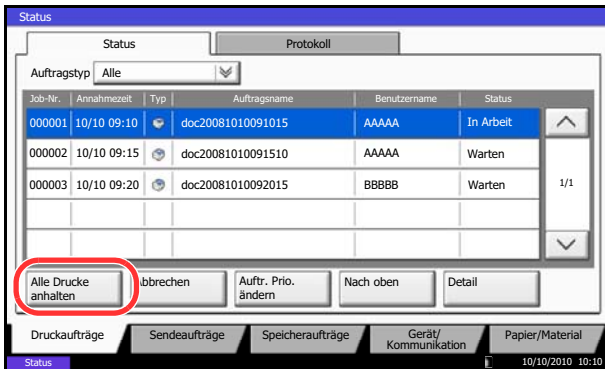 Status
Status Protokoll
Auftragstyp Alle
Job-Nr. Annahmezeit Typ Auftragsname Benutzername Status
000001 10/10 09:10 doc20081010091015 AAAAA In Arbeit
000002 10/10 09:15 doc20081010091510 AAAAA Warten
000003 10/10 09:20 doc20081010092015 BBBBB Warten
1/1
Alle Drucke anhalten Abbrechen Auftr. Prio. ändern Nach oben Detail
Druckaufträge Sendeaufträge Speicheraufträge Gerät/ Kommunikation Papier/Material
Status 10/10/2010 10:10